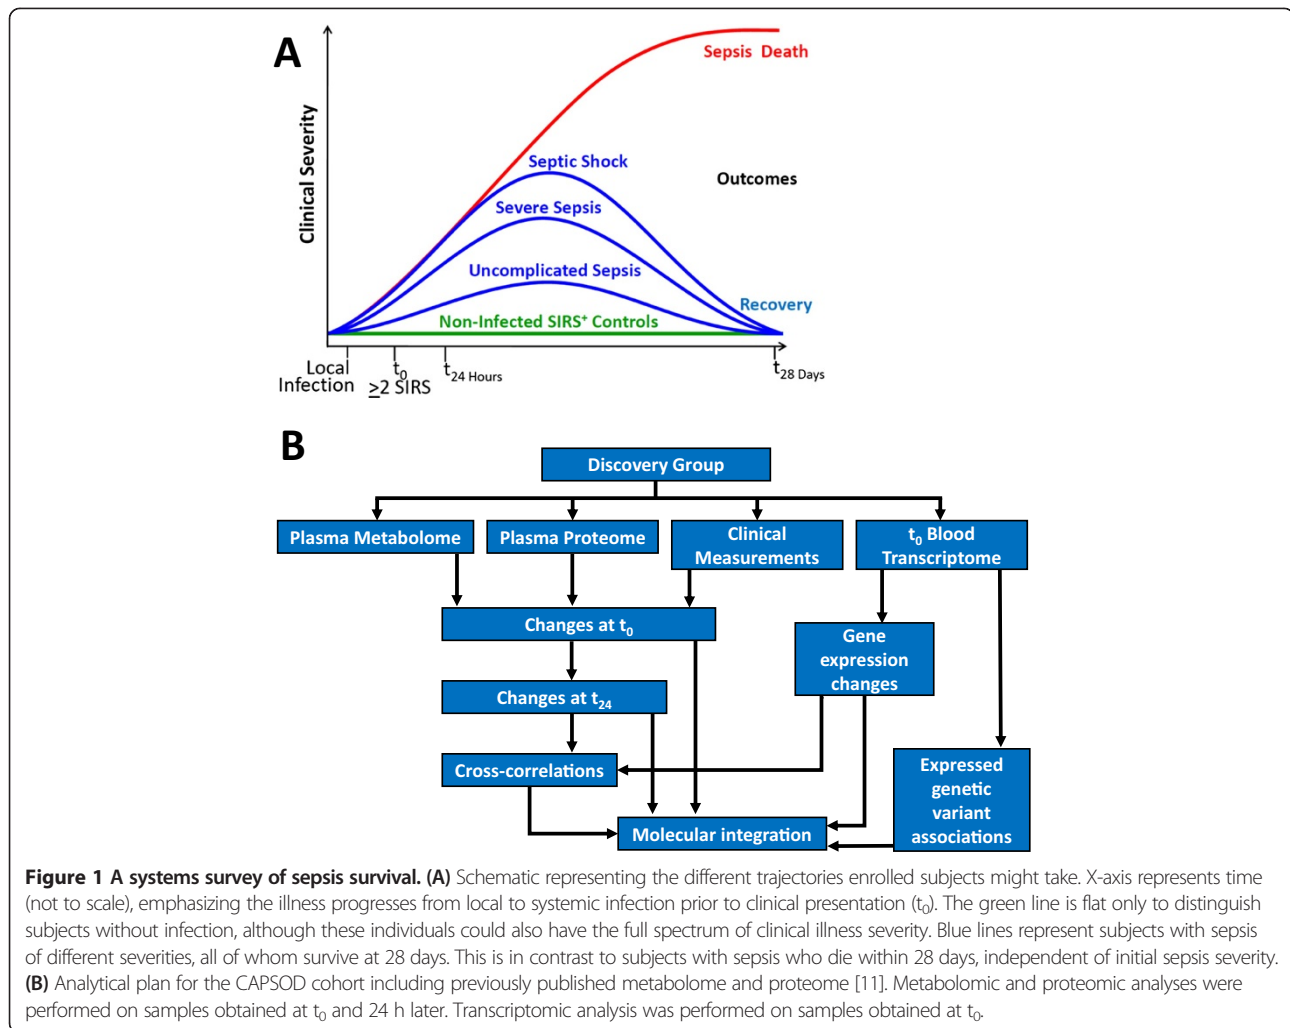 A
Sepsis Death
Clinical Severity
Septic Shock
Outcomes
Severe Sepsis
Uncomplicated Sepsis
Recovery
Non-Infected SIRS⁺ Controls
Local
Infection
t₀
≥2 SIRS
t₂₄ Hours
t₂₈ Days
B
Discovery Group
Plasma Metabolome
Plasma Proteome
Clinical
Measurements
t₀ Blood
Transcriptome
Changes at t₀
Gene
expression
changes
Changes at t₂₄
Cross-correlations
Expressed
genetic
variant
associations
Molecular integration
Figure 1 A systems survey of sepsis survival. (A) Schematic representing the different trajectories enrolled subjects might take. X-axis represents time
(not to scale), emphasizing the illness progresses from local to systemic infection prior to clinical presentation (t₀). The green line is flat only to distinguish
subjects without infection, although these individuals could also have the full spectrum of clinical illness severity. Blue lines represent subjects with sepsis
of different severities, all of whom survive at 28 days. This is in contrast to subjects with sepsis who die within 28 days, independent of initial sepsis severity.
(B) Analytical plan for the CAPSOD cohort including previously published metabolome and proteome [11]. Metabolomic and proteomic analyses were
performed on samples obtained at t₀ and 24 h later. Transcriptomic analysis was performed on samples obtained at t₀.